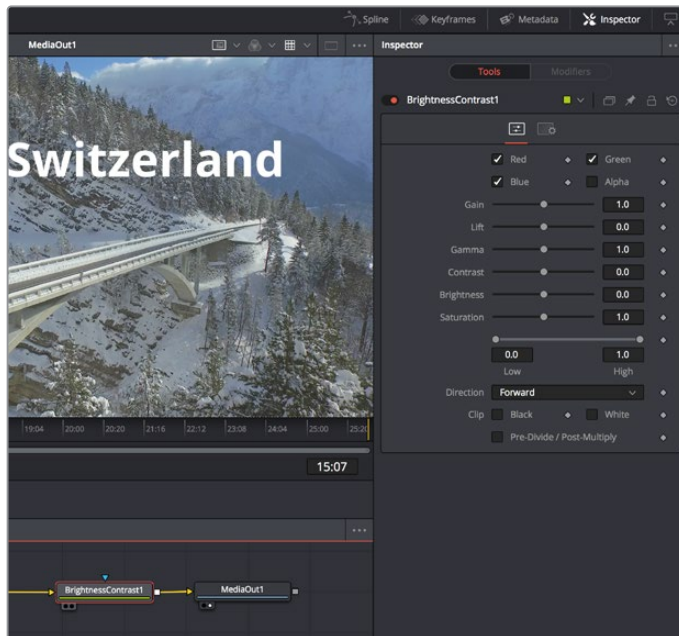 Spline Keyframes Metadata Inspector
MediaOut1
Inspector
Tools Modifiers
BrightnessContrast1
Switzerland
Red Green
Blue Alpha
Gain 1.0
Lift 0.0
Gamma 1.0
Contrast 0.0
Brightness 0.0
Saturation 1.0
0.0 1.0
Low High
Direction Forward
Clip Black White
Pre-Divide / Post-Multiply
19:04 20:00 20:20 21:16 22:12 23:08 24:04 25:00 25:20
15:07
BrightnessContrast1 MediaOut1